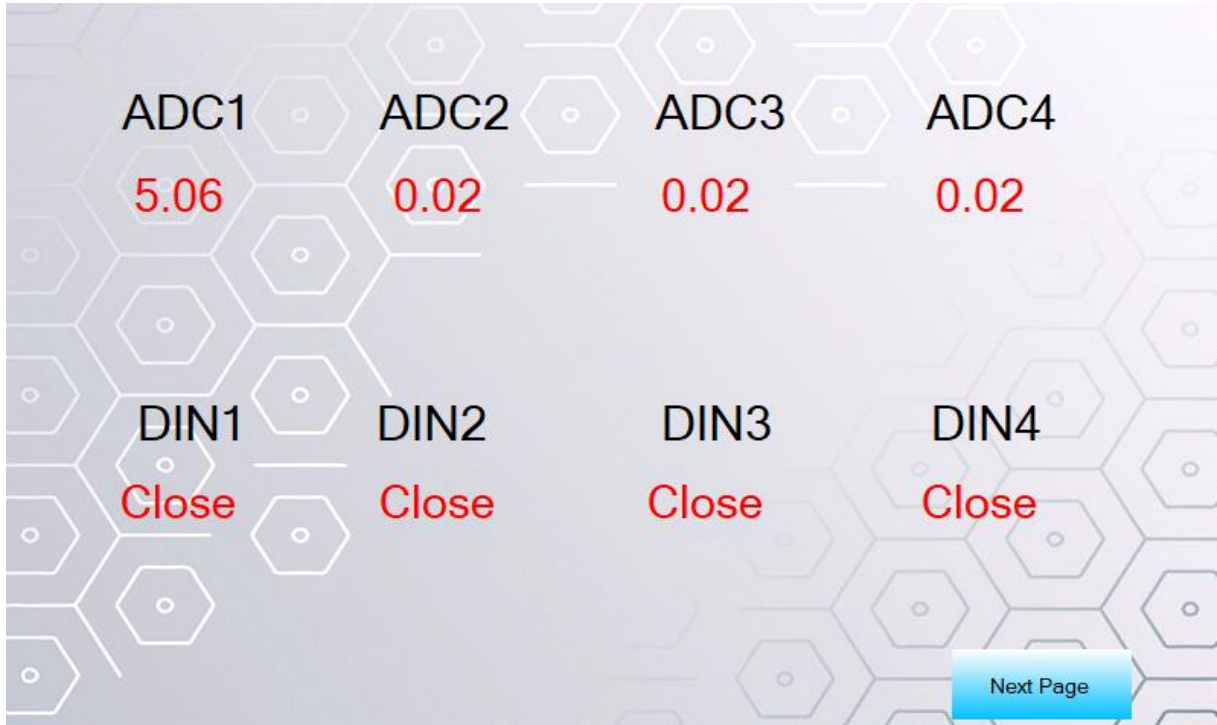 ADC1 ADC2 ADC3 ADC4
5.06 0.02 0.02 0.02
DIN1 DIN2 DIN3 DIN4
Close Close Close Close
Next Page